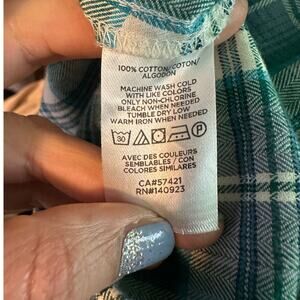 100% COTTON/COTON/
ALGODON
MACHINE WASH COLD
WITH LIKE COLORS
ONLY NON-CHLORINE
BLEACH WHEN NEEDED
TUMBLE DRY LOW
WARM IRON WHEN NEEDED
30 P
AVEC DES COULEURS
SEMBLABLES / CON
COLORES SIMILARES
CA#57421
RN#140923